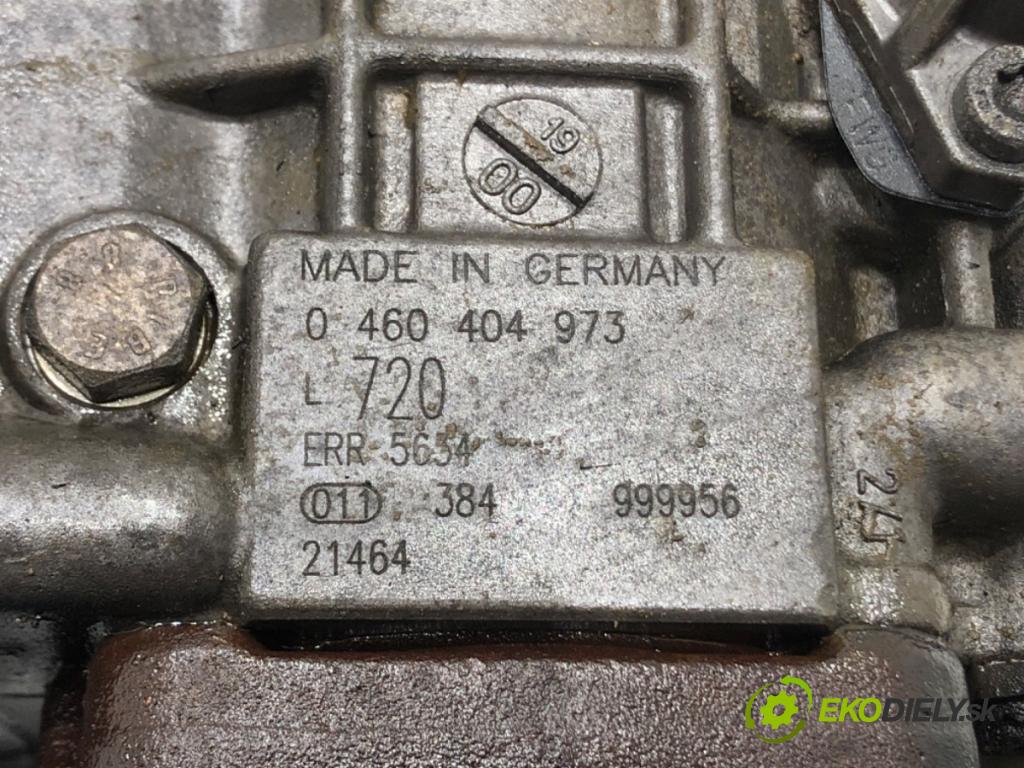 19
00
MADE IN GERMANY
0 460 404 973
L 720
ERR 5654
011 384 999956
21464
EKODIELY.sk